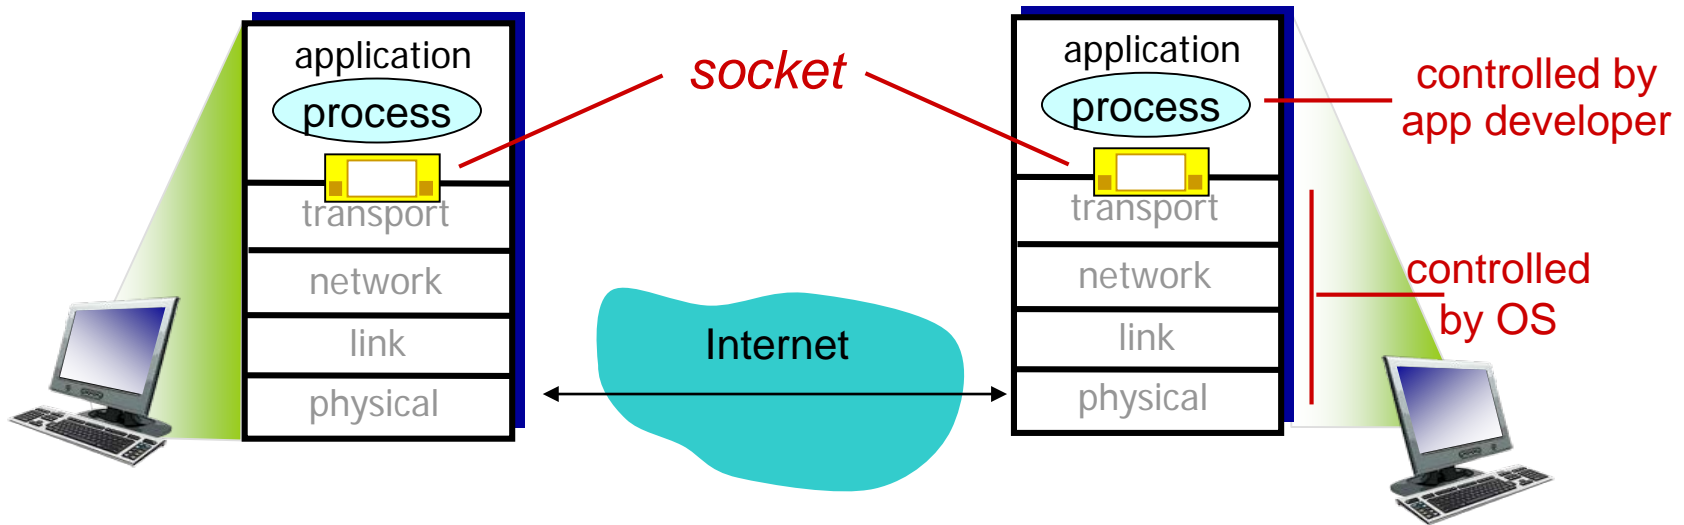 application
process
transport
network
link
physical
socket
Internet
application
process
transport
network
link
physical
controlled by
app developer
controlled
by OS